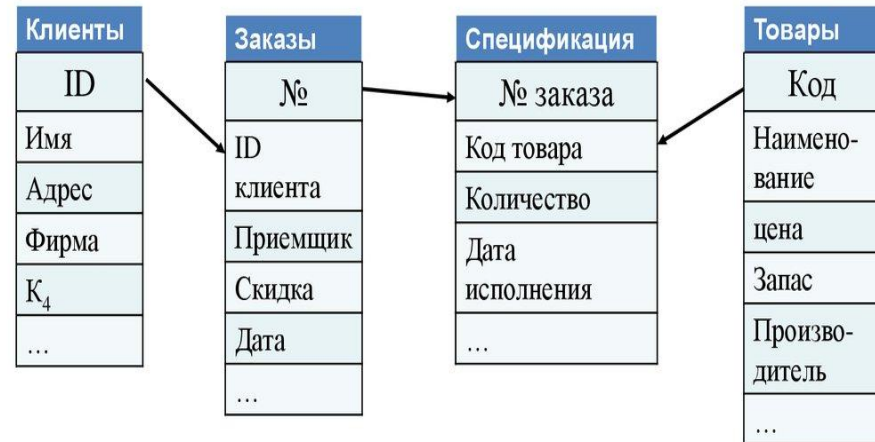 Клиенты
ID
Имя
Адрес
Фирма
К₄
...
Заказы
№
ID
клиента
Приемщик
Скидка
Дата
...
Спецификация
№ заказа
Код товара
Количество
Дата
исполнения
...
Товары
Код
Наимено-
вание
цена
Запас
Произво-
дитель
...